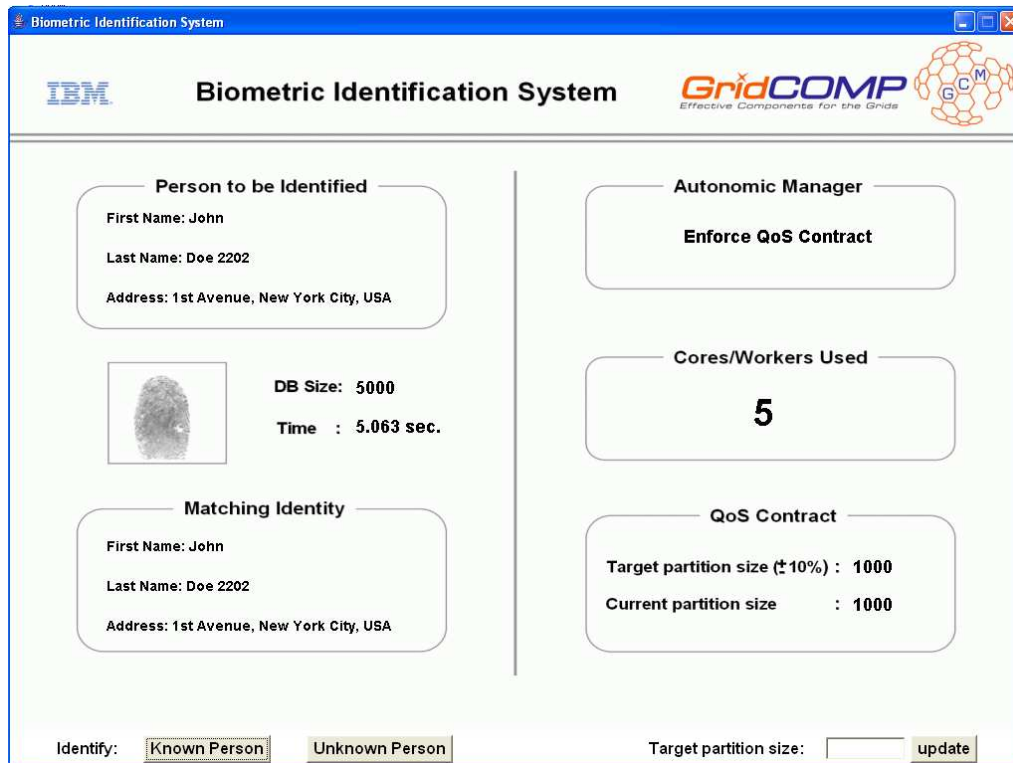 Biometric Identification System
IBM
Biometric Identification System
GridCOMP
Effective Components for the Grids
GCM
Person to be Identified
First Name: John
Last Name: Doe 2202
Address: 1st Avenue, New York City, USA
DB Size: 5000
Time : 5.063 sec.
Matching Identity
First Name: John
Last Name: Doe 2202
Address: 1st Avenue, New York City, USA
Autonomic Manager
Enforce QoS Contract
Cores/Workers Used
5
QoS Contract
Target partition size (±10%) : 1000
Current partition size : 1000
Identify: Known Person Unknown Person
Target partition size: update